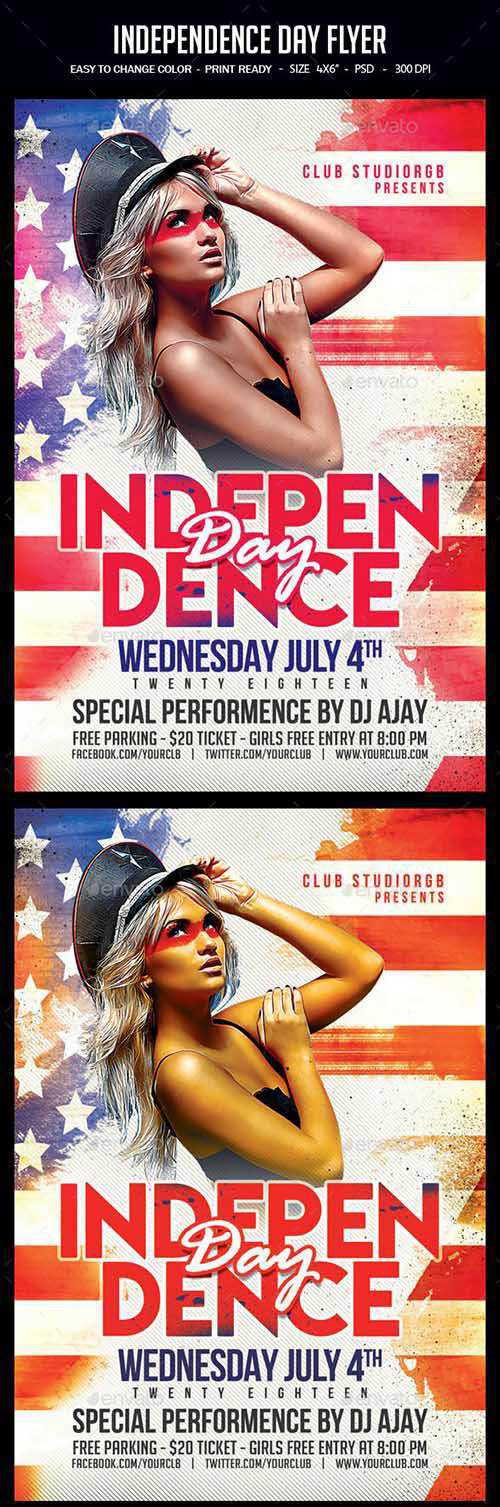 INDEPENDENCE DAY FLYER
EASY TO CHANGE COLOR - PRINT READY - SIZE 4X6" - PSD - 300 DPI
CLUB STUDIORGB
PRESENTS
INDEPEN
Day
DENCE
WEDNESDAY JULY 4TH
TWENTY EIGHTEEN
SPECIAL PERFORMENCE BY DJ AJAY
FREE PARKING - $20 TICKET - GIRLS FREE ENTRY AT 8:00 PM
FACEBOOK.COM/YOURCLB | TWITTER.COM/YOURCLUB | WWW.YOURCLUB.COM
CLUB STUDIORGB
PRESENTS
INDEPEN
Day
DENCE
WEDNESDAY JULY 4TH
TWENTY EIGHTEEN
SPECIAL PERFORMENCE BY DJ AJAY
FREE PARKING - $20 TICKET - GIRLS FREE ENTRY AT 8:00 PM
FACEBOOK.COM/YOURCLB | TWITTER.COM/YOURCLUB | WWW.YOURCLUB.COM